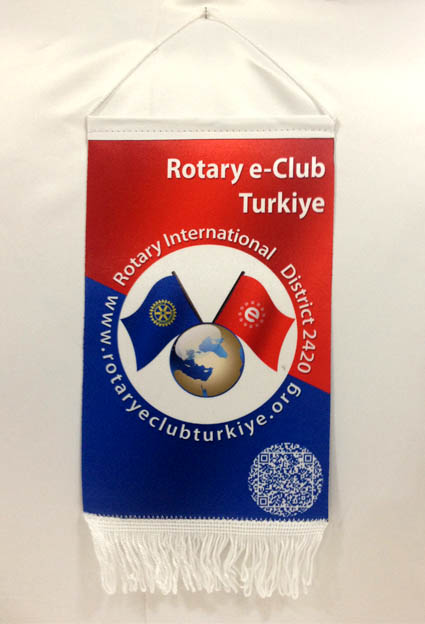 Rotary e-Club
Turkiye
Rotary International District 2420
www.rotaryeclubturkiye.org
e